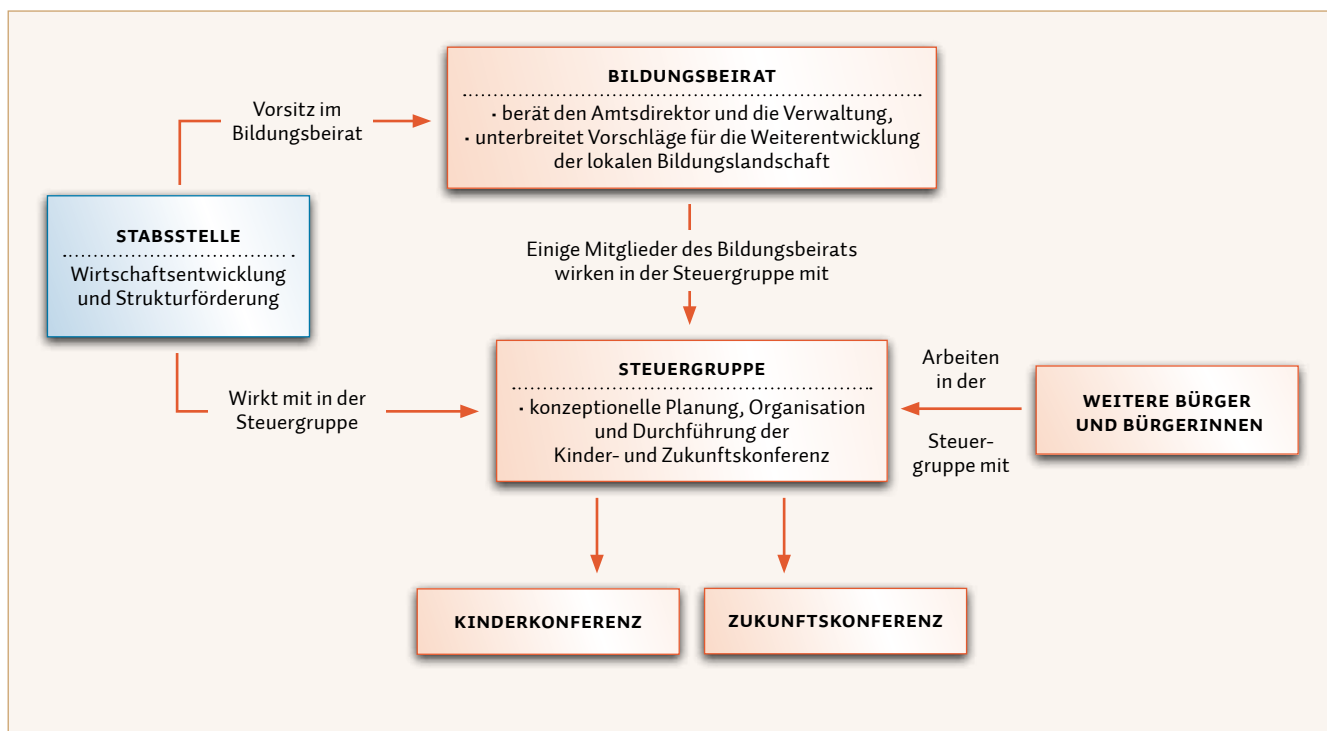 BILDUNGSBEIRAT
· berät den Amtsdirektor und die Verwaltung,
· unterbreitet Vorschläge für die Weiterentwicklung
der lokalen Bildungslandschaft
Vorsitz im
Bildungsbeirat
STABSSTELLE
Wirtschaftsentwicklung
und Strukturförderung
Einige Mitglieder des Bildungsbeirats
wirken in der Steuergruppe mit
Wirkt mit in der
Steuergruppe
STEUERGRUPPE
· konzeptionelle Planung, Organisation
und Durchführung der
Kinder- und Zukunftskonferenz
Arbeiten
in der
Steuer-
gruppe mit
WEITERE BÜRGER
UND BÜRGERINNEN
KINDERKONFERENZ
ZUKUNFTSKONFERENZ